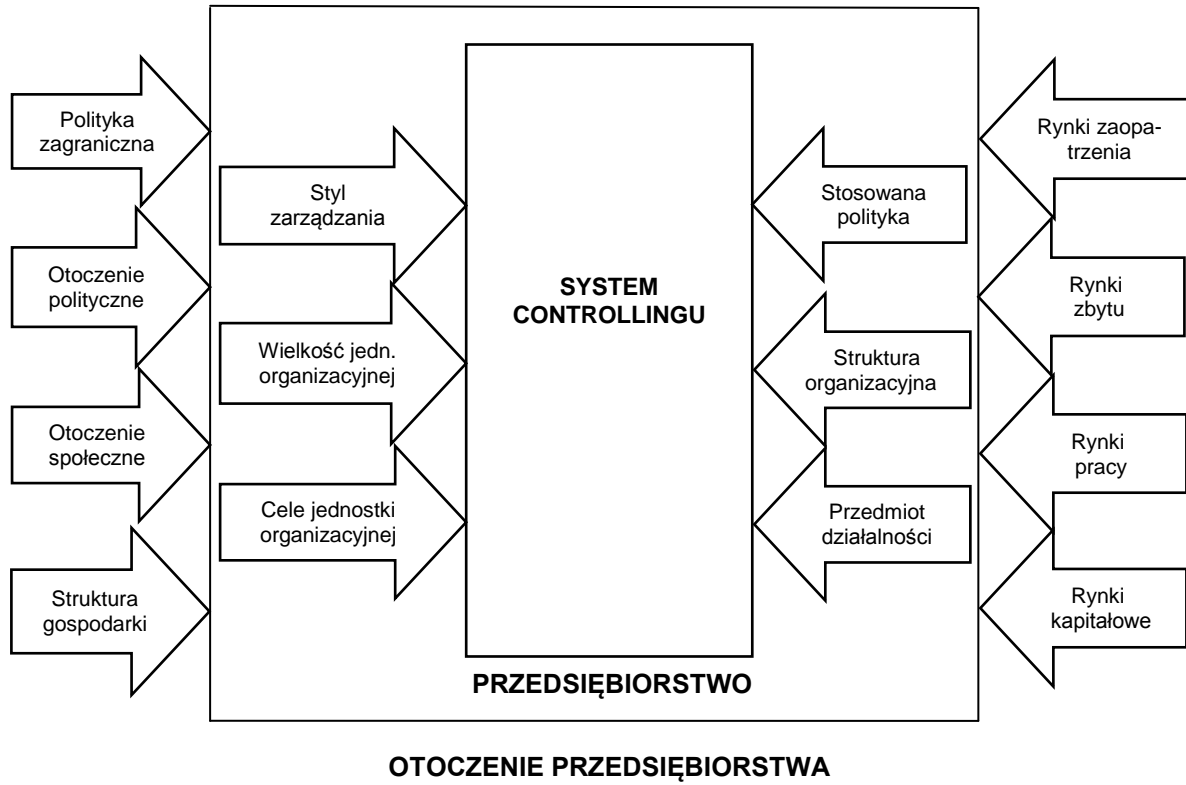 Polityka
zagraniczna
Otoczenie
polityczne
Otoczenie
społeczne
Struktura
gospodarki
Styl
zarządzania
Wielkość jedn.
organizacyjnej
Cele jednostki
organizacyjnej
SYSTEM
CONTROLLINGU
Stosowana
polityka
Struktura
organizacyjna
Przedmiot
działalności
Rynki zaopa-
trzenia
Rynki
zbytu
Rynki
pracy
Rynki
kapitałowe
PRZEDSIĘBIORSTWO
OTOCZENIE PRZEDSIĘBIORSTWA